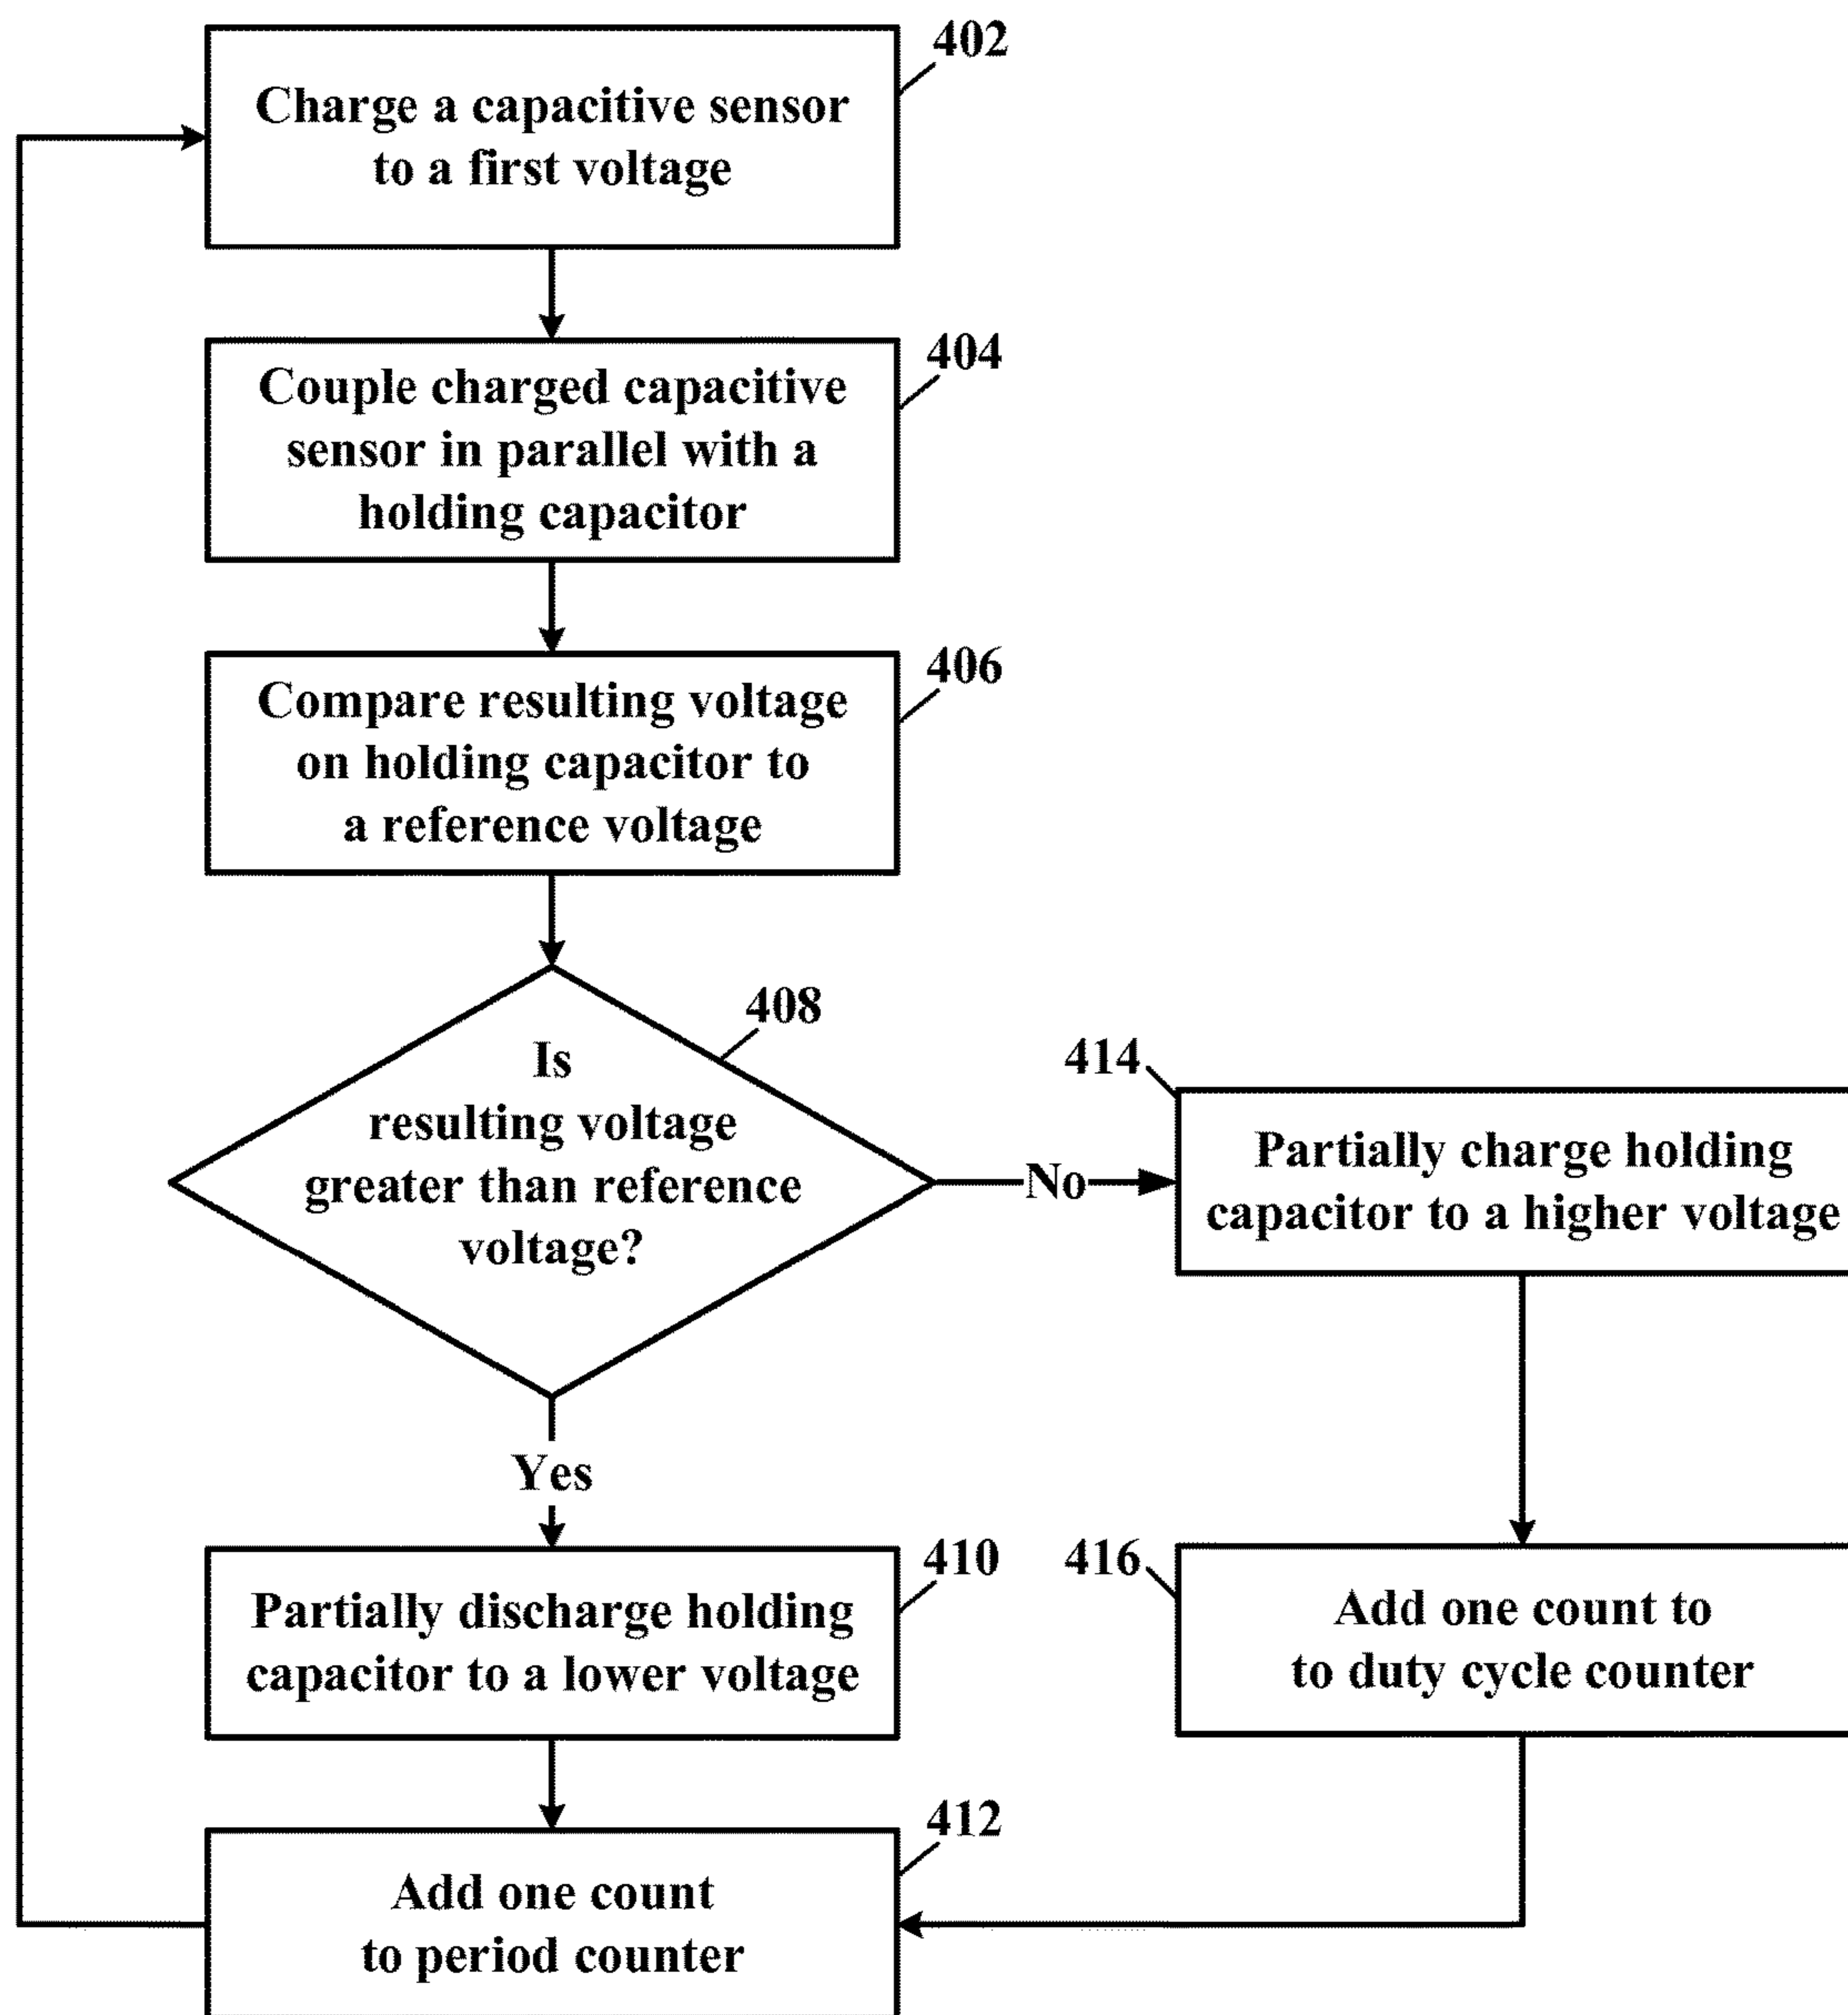 402
Charge a capacitive sensor
to a first voltage
404
Couple charged capacitive
sensor in parallel with a
holding capacitor
406
Compare resulting voltage
on holding capacitor to
a reference voltage
408
Is
resulting voltage
greater than reference
voltage?
No
414
Partially charge holding
capacitor to a higher voltage
Yes
410
Partially discharge holding
capacitor to a lower voltage
416
Add one count to
to duty cycle counter
412
Add one count
to period counter